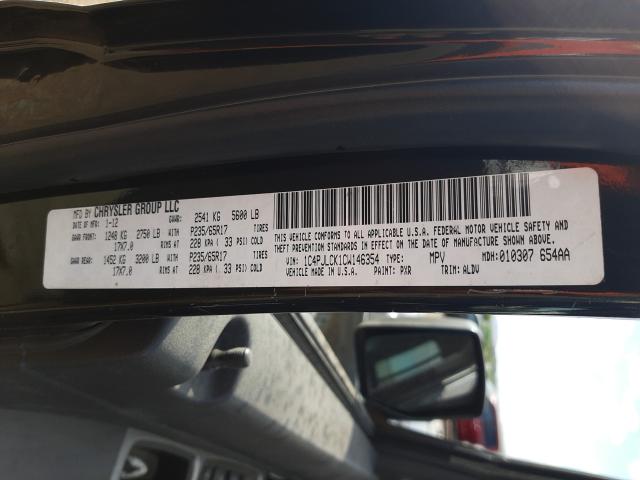 MFD BY CHRYSLER GROUP LLC
DATE OF MFR: 1-12 GVWR: 2541 KG 5600 LB
GAWR FRONT: 1248 KG 2750 LB WITH P235/65R17 TIRES
17X7.0 RIMS AT 228 KPA ( 33 PSI) COLD
GAWR REAR: 1452 KG 3200 LB WITH P235/65R17 TIRES
17X7.0 RIMS AT 228 KPA ( 33 PSI) COLD
THIS VEHICLE CONFORMS TO ALL APPLICABLE U.S.A. FEDERAL MOTOR VEHICLE SAFETY AND
THEFT PREVENTION STANDARDS IN EFFECT ON THE DATE OF MANUFACTURE SHOWN ABOVE.
VIN: 1C4PJLCK1CW146354 TYPE: MPV MDH: 010307 654AA
VEHICLE MADE IN U.S.A. PAINT: PXR TRIM: ALDV